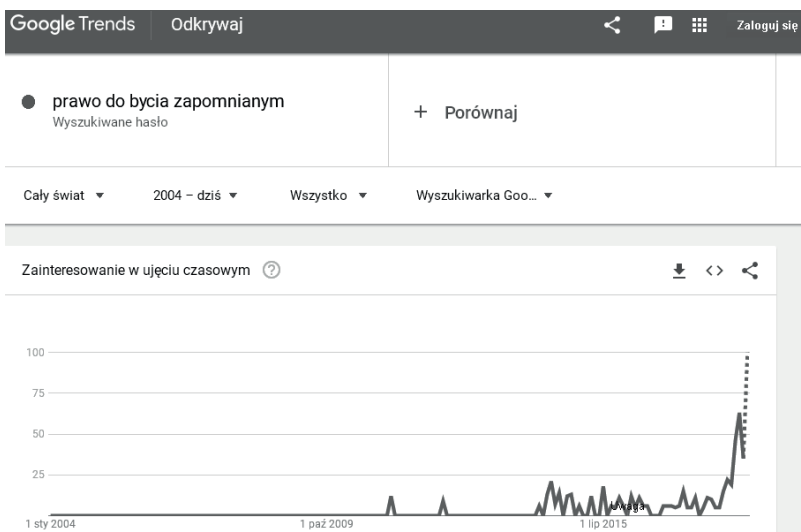 Google Trends Odkrywaj Zaloguj się
prawo do bycia zapomnianym
Wyszukiwane hasło
+ Porównaj
Cały świat 2004 – dziś Wszystko Wyszukiwarka Goo...
Zainteresowanie w ujęciu czasowym
100
75
50
25
Uwaga
1 sty 2004 1 paź 2009 1 lip 2015